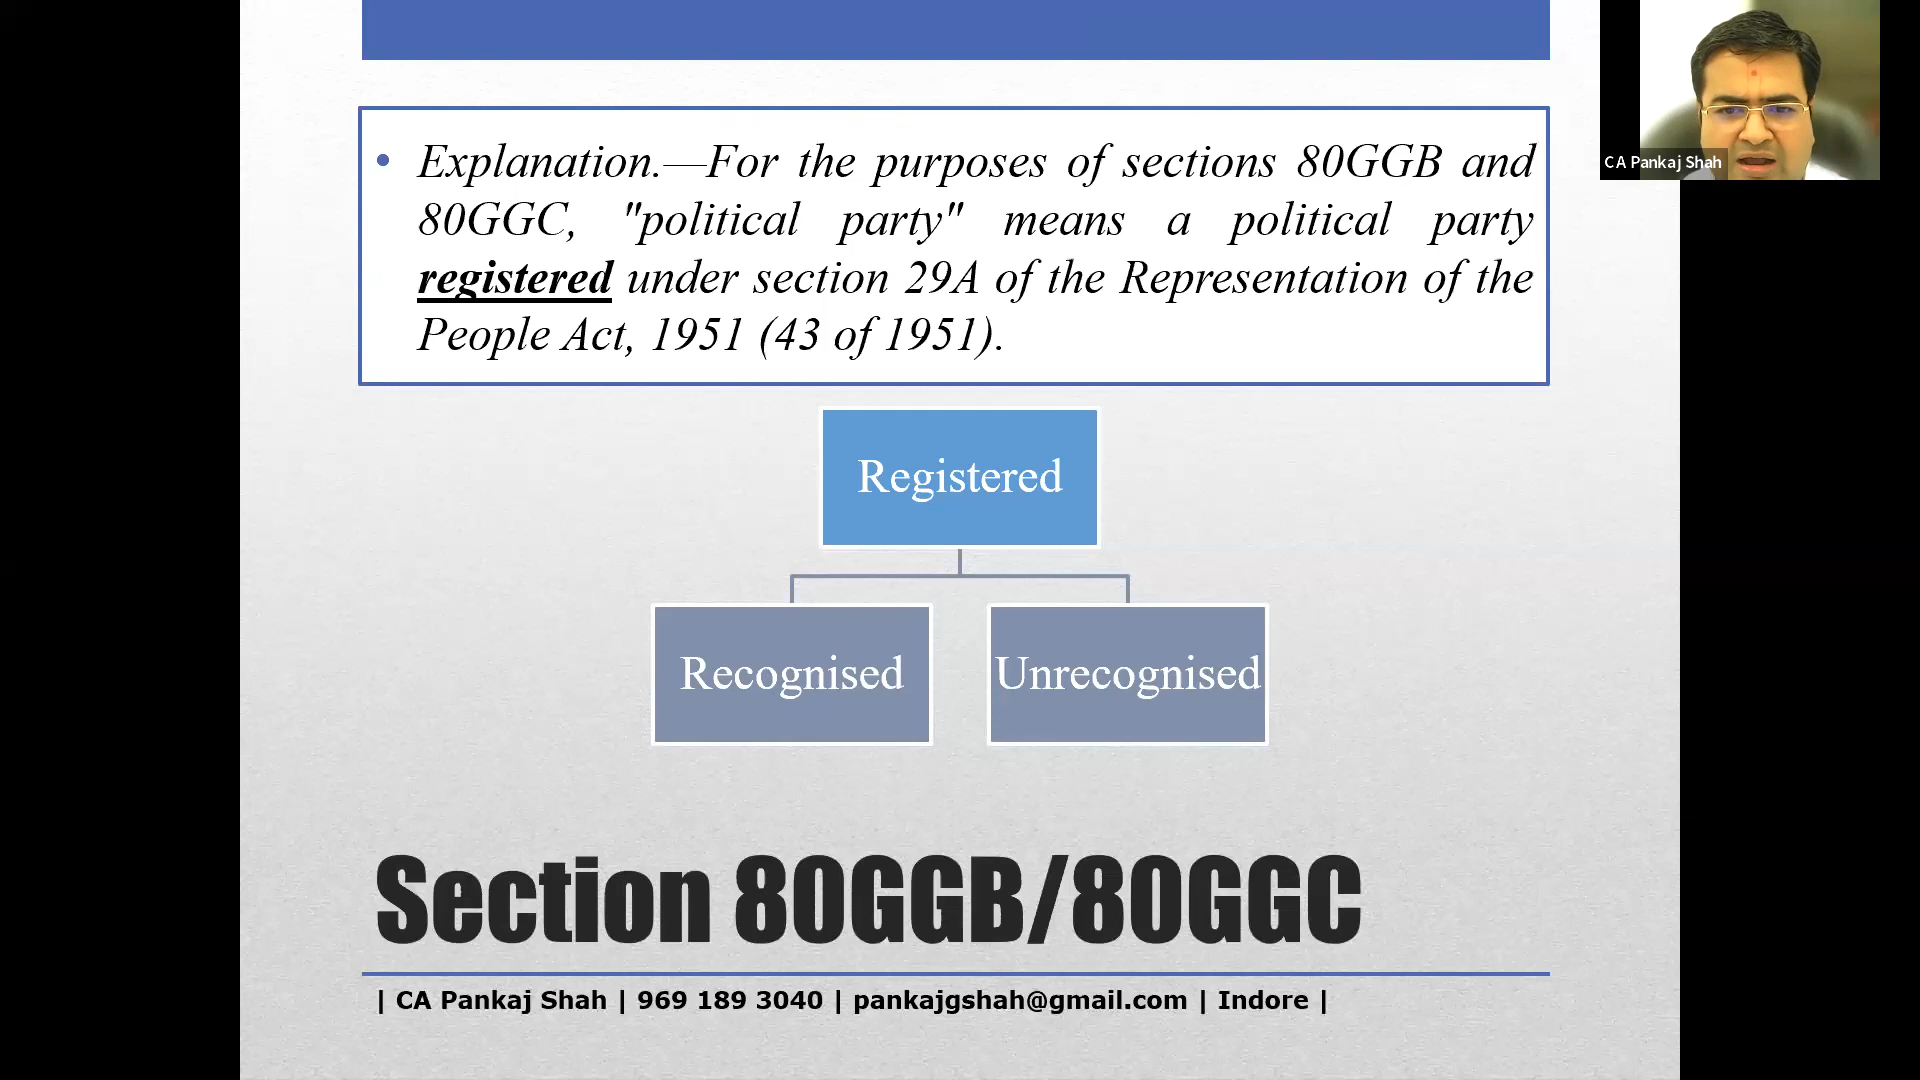 • Explanation.—For the purposes of sections 80GGB and
80GGC, "political party" means a political party
registered under section 29A of the Representation of the
People Act, 1951 (43 of 1951).
CA Pankaj Shah
Registered
Recognised
Unrecognised
Section 80GGB/80GGC
| CA Pankaj Shah | 969 189 3040 | pankajgshah@gmail.com | Indore |